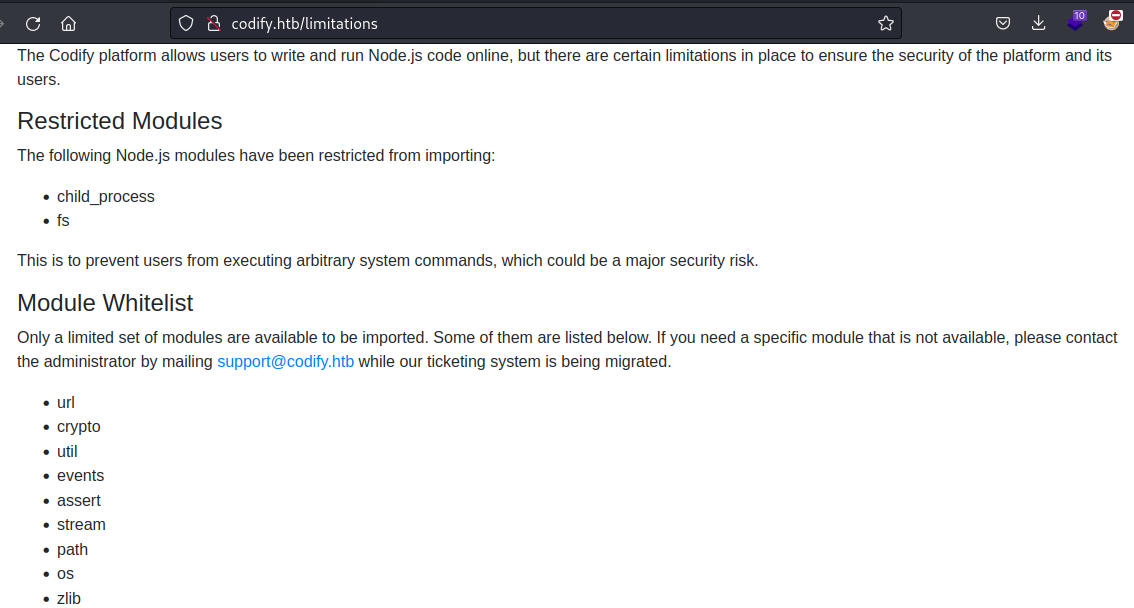 codify.htb/limitations
10
The Codify platform allows users to write and run Node.js code online, but there are certain limitations in place to ensure the security of the platform and its
users.
Restricted Modules
The following Node.js modules have been restricted from importing:
• child_process
• fs
This is to prevent users from executing arbitrary system commands, which could be a major security risk.
Module Whitelist
Only a limited set of modules are available to be imported. Some of them are listed below. If you need a specific module that is not available, please contact
the administrator by mailing support@codify.htb while our ticketing system is being migrated.
• url
• crypto
• util
• events
• assert
• stream
• path
• os
• zlib